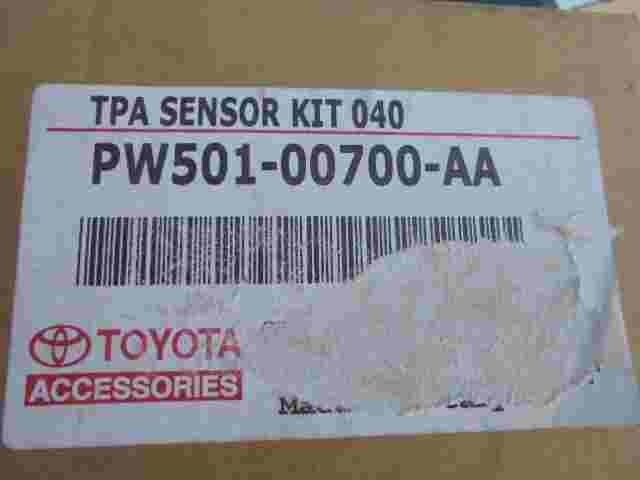 TPA SENSOR KIT 040
PW501-00700-AA
TOYOTA
ACCESSORIES